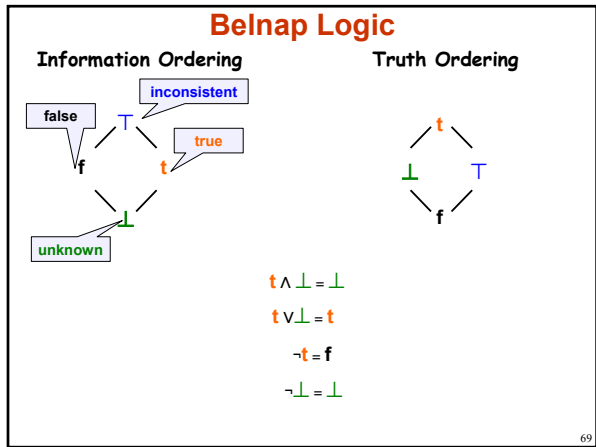 Belnap Logic
Information Ordering
Truth Ordering
inconsistent
false
⊤
true
f
t
⊥
unknown
t
⊥
⊤
f
t ∧ ⊥ = ⊥
t ∨ ⊥ = t
¬t = f
¬⊥ = ⊥
69